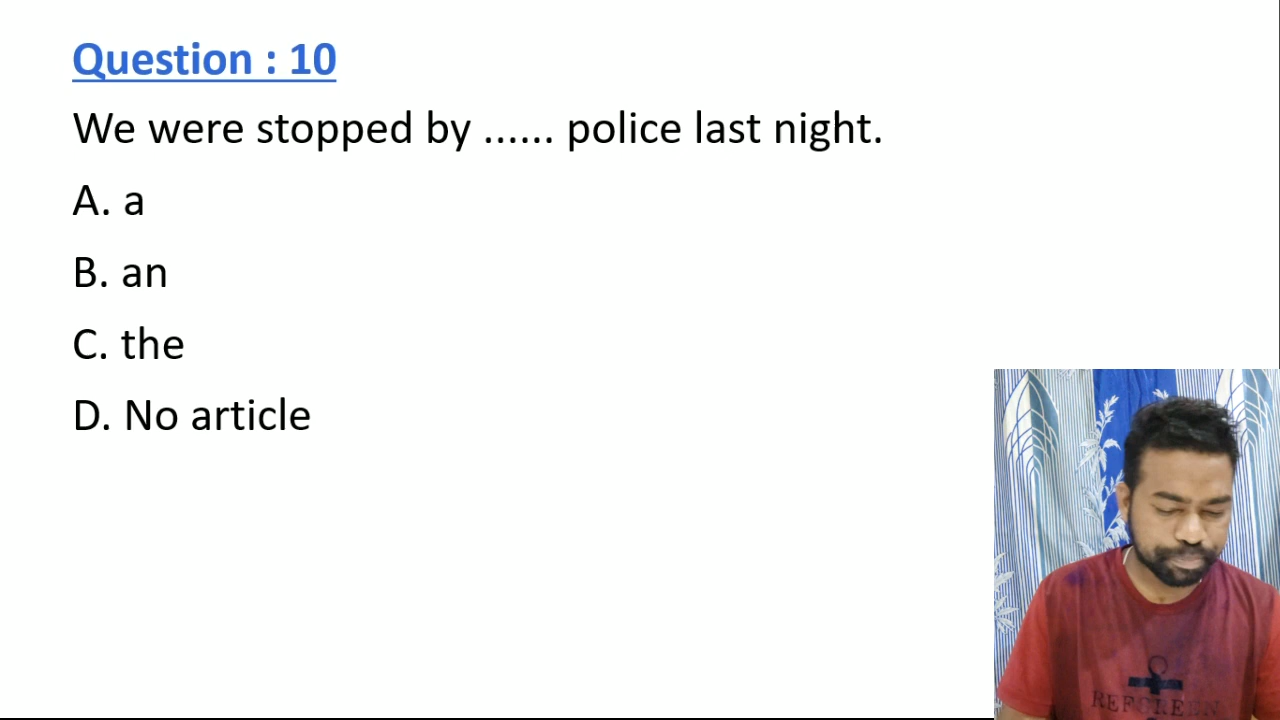 Question : 10
We were stopped by ...... police last night.
A. a
B. an
C. the
D. No article